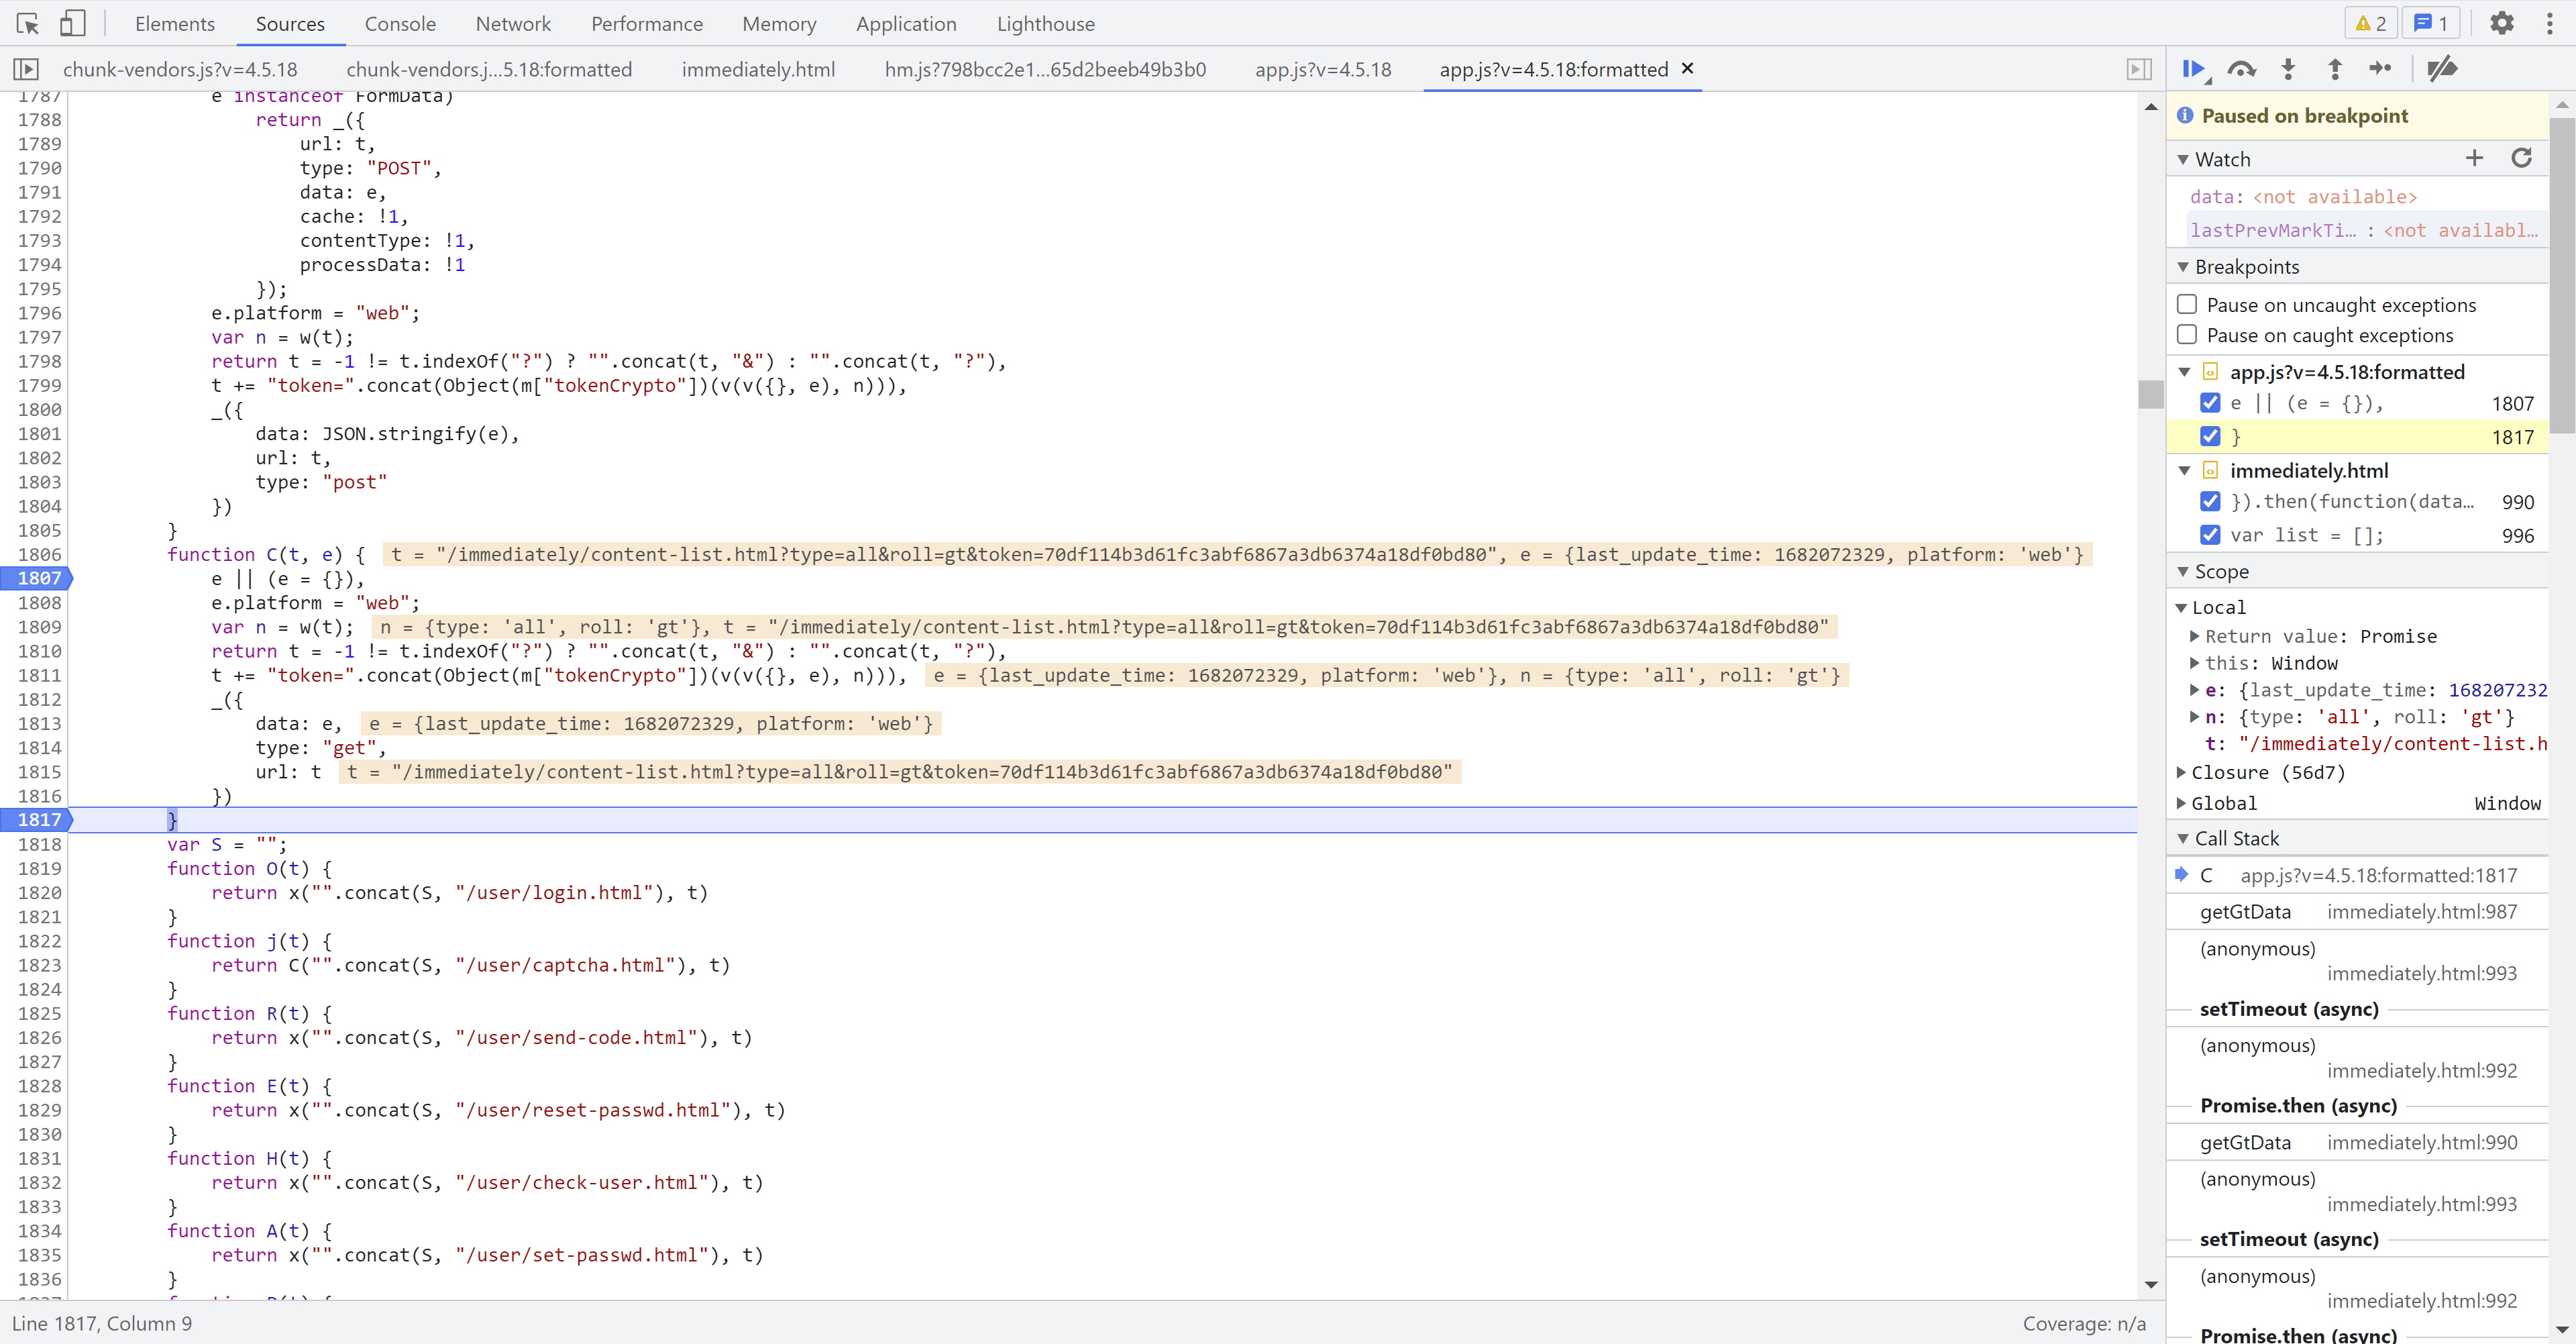 Elements Sources Console Network Performance Memory Application Lighthouse 2 1
chunk-vendors.js?v=4.5.18 chunk-vendors.j...5.18:formatted immediately.html hm.js?798bcc2e1...65d2beeb49b3b0 app.js?v=4.5.18 app.js?v=4.5.18:formatted ×
1787 e instanceof FormData)
1788 return _({
1789 url: t,
1790 type: "POST",
1791 data: e,
1792 cache: !1,
1793 contentType: !1,
1794 processData: !1
1795 });
1796 e.platform = "web";
1797 var n = w(t);
1798 return t = -1 != t.indexOf("?") ? "".concat(t, "&") : "".concat(t, "?"),
1799 t += "token=".concat(Object(m["tokenCrypto"])(v(v({}, e), n))),
1800 _({
1801 data: JSON.stringify(e),
1802 url: t,
1803 type: "post"
1804 })
1805 }
1806 function C(t, e) { t = "/immediately/content-list.html?type=all&roll=gt&token=70df114b3d61fc3abf6867a3db6374a18df0bd80", e = {last_update_time: 1682072329, platform: 'web'}
1807 e || (e = {}),
1808 e.platform = "web";
1809 var n = w(t); n = {type: 'all', roll: 'gt'}, t = "/immediately/content-list.html?type=all&roll=gt&token=70df114b3d61fc3abf6867a3db6374a18df0bd80"
1810 return t = -1 != t.indexOf("?") ? "".concat(t, "&") : "".concat(t, "?"),
1811 t += "token=".concat(Object(m["tokenCrypto"])(v(v({}, e), n))), e = {last_update_time: 1682072329, platform: 'web'}, n = {type: 'all', roll: 'gt'}
1812 _({
1813 data: e, e = {last_update_time: 1682072329, platform: 'web'}
1814 type: "get",
1815 url: t t = "/immediately/content-list.html?type=all&roll=gt&token=70df114b3d61fc3abf6867a3db6374a18df0bd80"
1816 })
1817 }
1818 var S = "";
1819 function O(t) {
1820 return x("".concat(S, "/user/login.html"), t)
1821 }
1822 function j(t) {
1823 return C("".concat(S, "/user/captcha.html"), t)
1824 }
1825 function R(t) {
1826 return x("".concat(S, "/user/send-code.html"), t)
1827 }
1828 function E(t) {
1829 return x("".concat(S, "/user/reset-passwd.html"), t)
1830 }
1831 function H(t) {
1832 return x("".concat(S, "/user/check-user.html"), t)
1833 }
1834 function A(t) {
1835 return x("".concat(S, "/user/set-passwd.html"), t)
1836 }
Line 1817, Column 9
Coverage: n/a
Paused on breakpoint
Watch
data: <not available>
lastPrevMarkTi... : <not availabl...
Breakpoints
Pause on uncaught exceptions
Pause on caught exceptions
app.js?v=4.5.18:formatted
e || (e = {}), 1807
} 1817
immediately.html
}).then(function(data... 990
var list = []; 996
Scope
Local
Return value: Promise
this: Window
e: {last_update_time: 168207232
n: {type: 'all', roll: 'gt'}
t: "/immediately/content-list.h
Closure (56d7)
Global Window
Call Stack
C app.js?v=4.5.18:formatted:1817
getGtData immediately.html:987
(anonymous)
immediately.html:993
setTimeout (async)
(anonymous)
immediately.html:992
Promise.then (async)
getGtData immediately.html:990
(anonymous)
immediately.html:993
setTimeout (async)
(anonymous)
immediately.html:992
Promise.then (async)